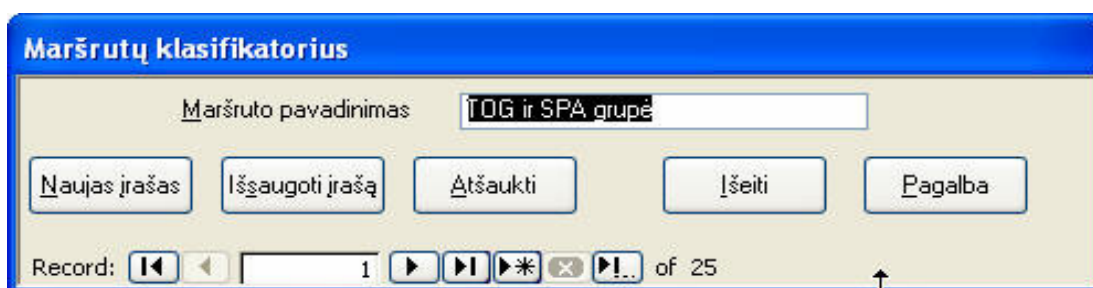 Maršrutų klasifikatorius
Maršruto pavadinimas TOG ir SPA grupė
Naujas įrašas Išsaugoti įrašą Atšaukti Išeiti Pagalba
Record: 1 of 25